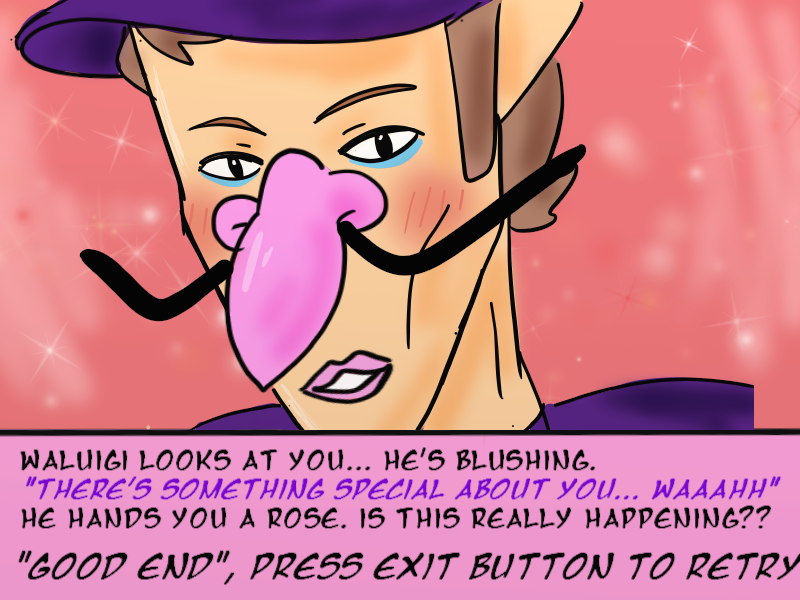 WALUIGI LOOKS AT YOU... HE'S BLUSHING.
"THERE'S SOMETHING SPECIAL ABOUT YOU... WAAAHH"
HE HANDS YOU A ROSE. IS THIS REALLY HAPPENING??
"GOOD END", PRESS EXIT BUTTON TO RETRY